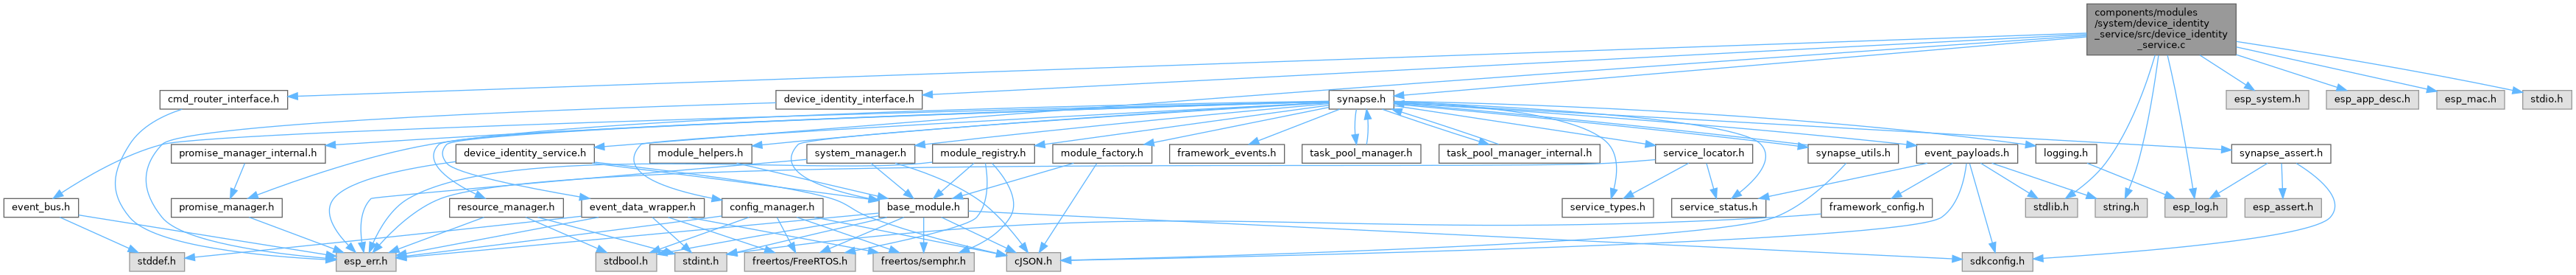 components/modules
/system/device_identity
_service/src/device_identity
_service.c
cmd_router_interface.h
device_identity_interface.h
synapse.h
esp_system.h
esp_app_desc.h
esp_mac.h
stdio.h
promise_manager_internal.h
device_identity_service.h
module_helpers.h
system_manager.h
module_registry.h
module_factory.h
framework_events.h
task_pool_manager.h
task_pool_manager_internal.h
service_locator.h
synapse_utils.h
event_payloads.h
logging.h
synapse_assert.h
event_bus.h
promise_manager.h
resource_manager.h
event_data_wrapper.h
config_manager.h
base_module.h
service_types.h
service_status.h
framework_config.h
stdlib.h
string.h
esp_log.h
esp_assert.h
stddef.h
esp_err.h
stdbool.h
stdint.h
freertos/FreeRTOS.h
freertos/semphr.h
cJSON.h
sdkconfig.h